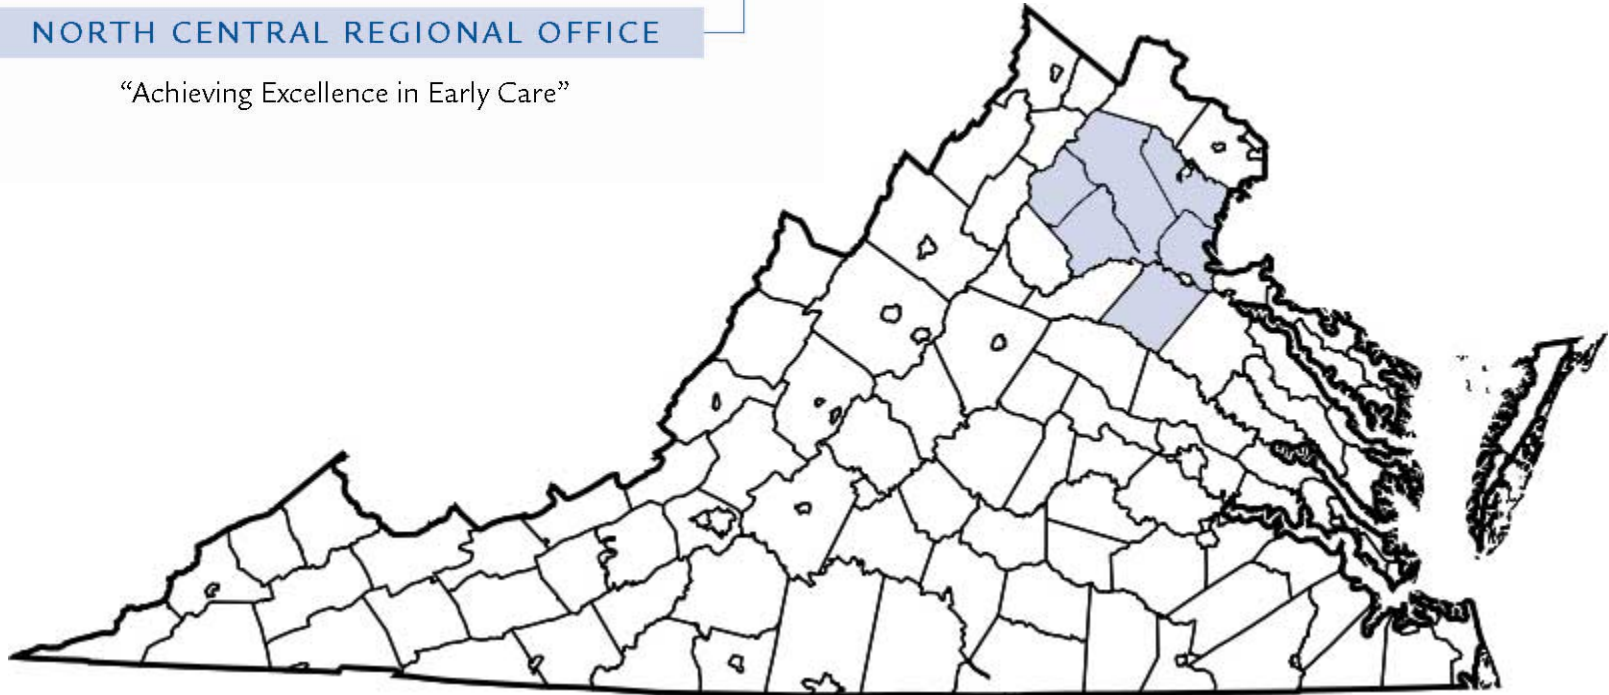 NORTH CENTRAL REGIONAL OFFICE
“Achieving Excellence in Early Care”